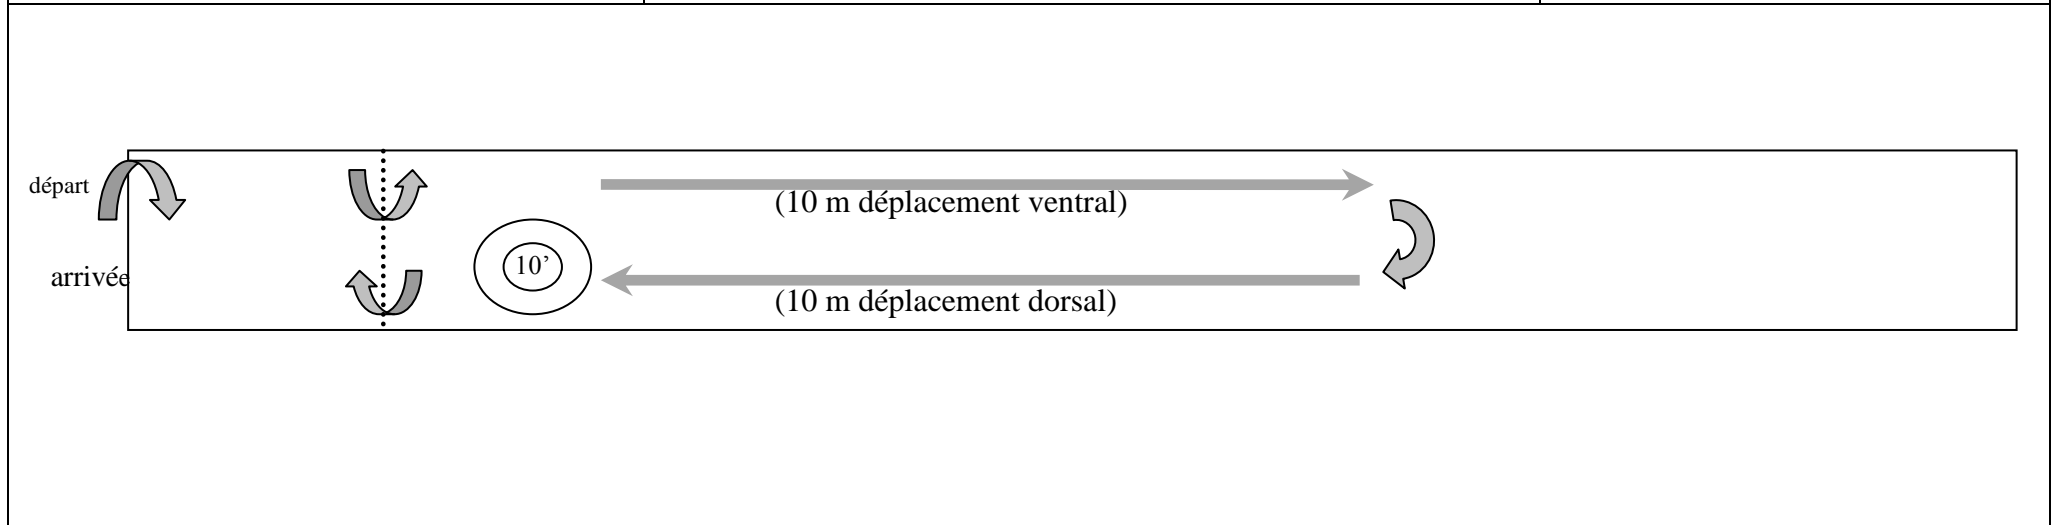 départ
(10 m déplacement ventral)
10’
arrivée
(10 m déplacement dorsal)